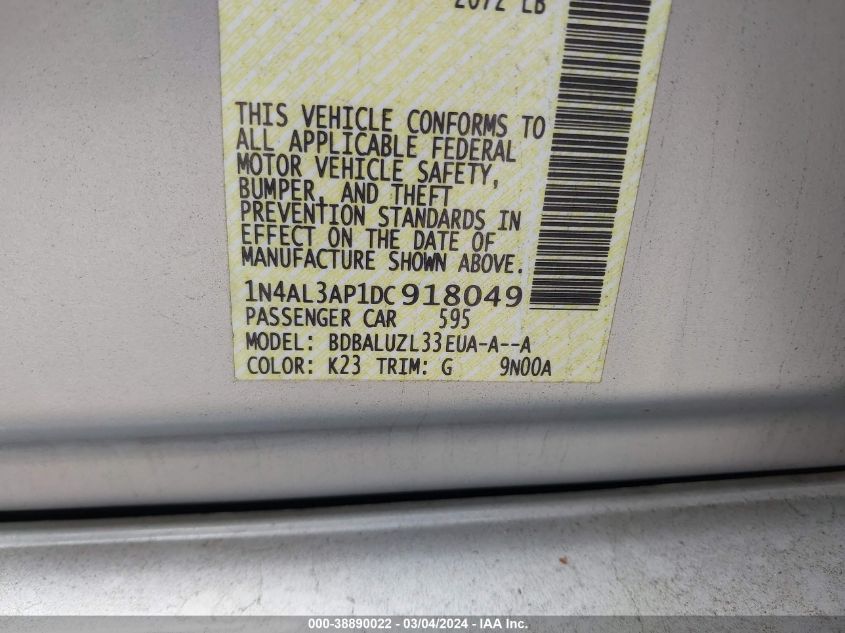 2072 LB
THIS VEHICLE CONFORMS TO
ALL APPLICABLE FEDERAL
MOTOR VEHICLE SAFETY,
BUMPER, AND THEFT
PREVENTION STANDARDS IN
EFFECT ON THE DATE OF
MANUFACTURE SHOWN ABOVE.
1N4AL3AP1DC918049
PASSENGER CAR 595
MODEL: BDBALUZL33EUA-A--A
COLOR: K23 TRIM: G 9N00A
000-38890022 - 03/04/2024 - IAA Inc.